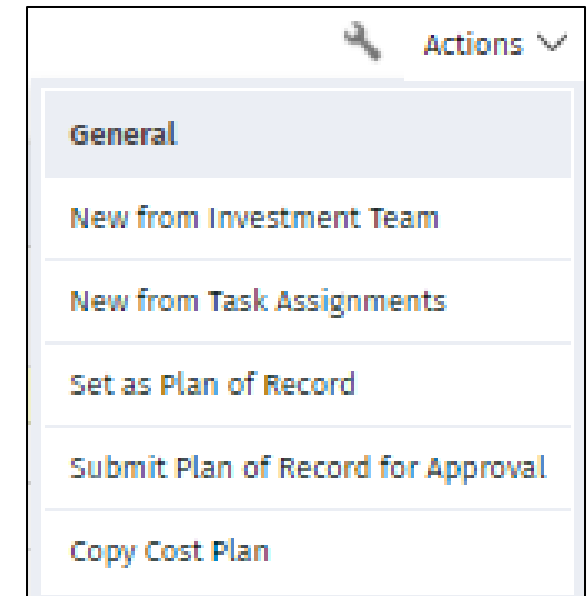 Actions
General
New from Investment Team
New from Task Assignments
Set as Plan of Record
Submit Plan of Record for Approval
Copy Cost Plan